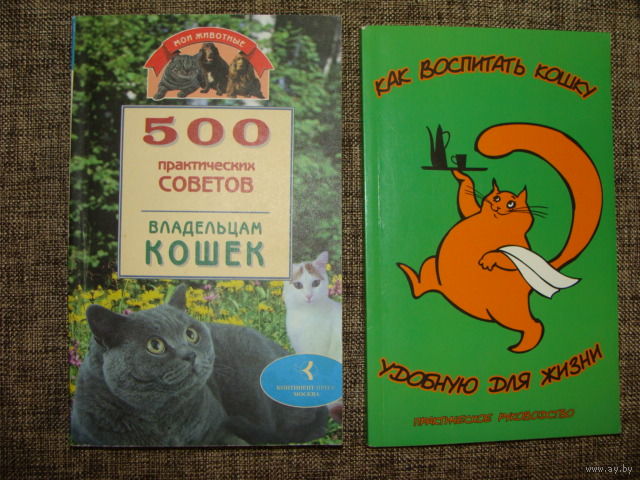 МОИ ЖИВОТНЫЕ
500
практических
СОВЕТОВ
ВЛАДЕЛЬЦАМ
КОШЕК
КОНТИНЕНТ-ПРЕСС
МОСКВА
КАК ВОСПИТАТЬ КОШКУ
УДОБНУЮ ДЛЯ ЖИЗНИ
ПРАКТИЧЕСКОЕ РУКОВОДСТВО
www.ay.by